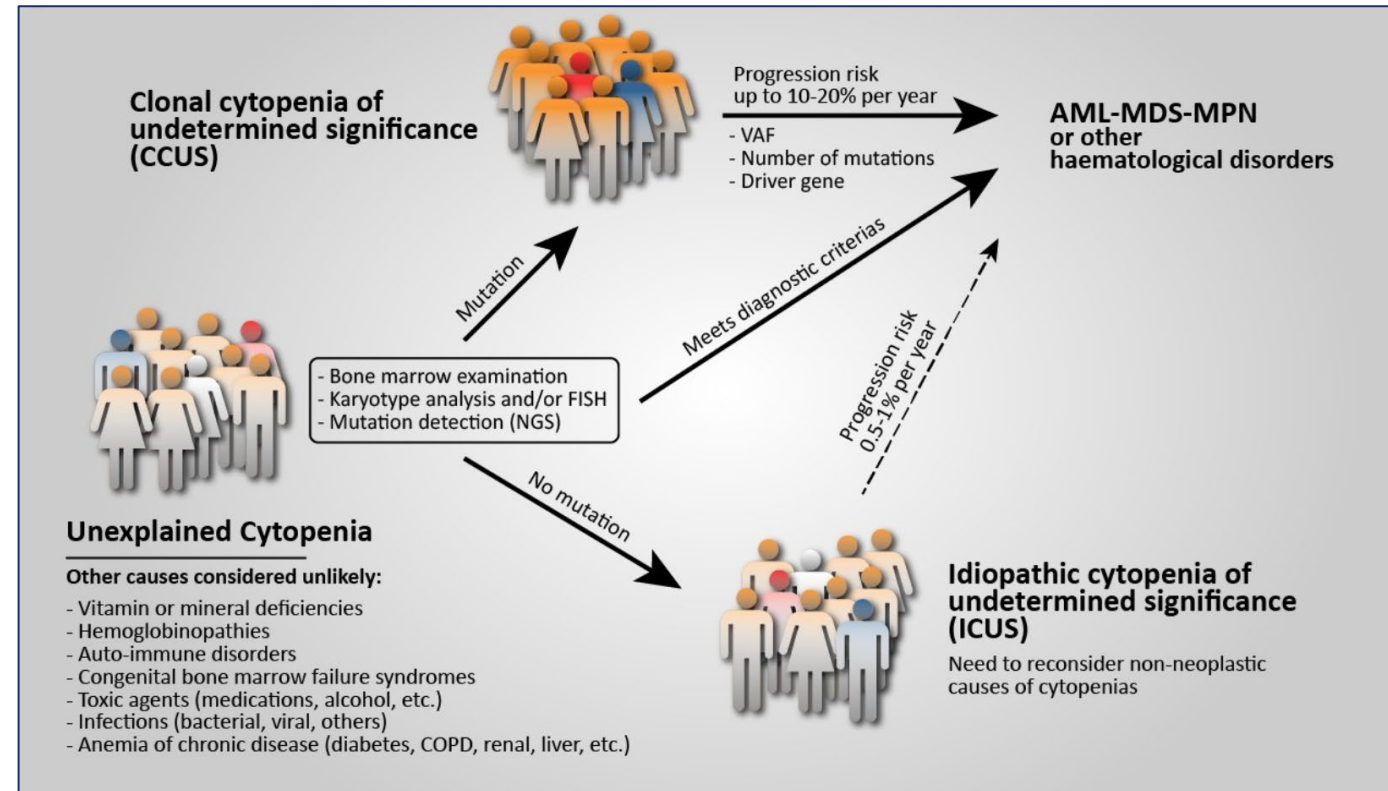 Clonal cytopenia of
undetermined significance
(CCUS)
Progression risk
up to 10-20% per year
- VAF
- Number of mutations
- Driver gene
AML-MDS-MPN
or other
haematological disorders
Mutation
Meets diagnostic criterias
Progression risk
0.5-1% per year
- Bone marrow examination
- Karyotype analysis and/or FISH
- Mutation detection (NGS)
No mutation
Unexplained Cytopenia
Other causes considered unlikely:
- Vitamin or mineral deficiencies
- Hemoglobinopathies
- Auto-immune disorders
- Congenital bone marrow failure syndromes
- Toxic agents (medications, alcohol, etc.)
- Infections (bacterial, viral, others)
- Anemia of chronic disease (diabetes, COPD, renal, liver, etc.)
Idiopathic cytopenia of
undetermined significance
(ICUS)
Need to reconsider non-neoplastic
causes of cytopenias